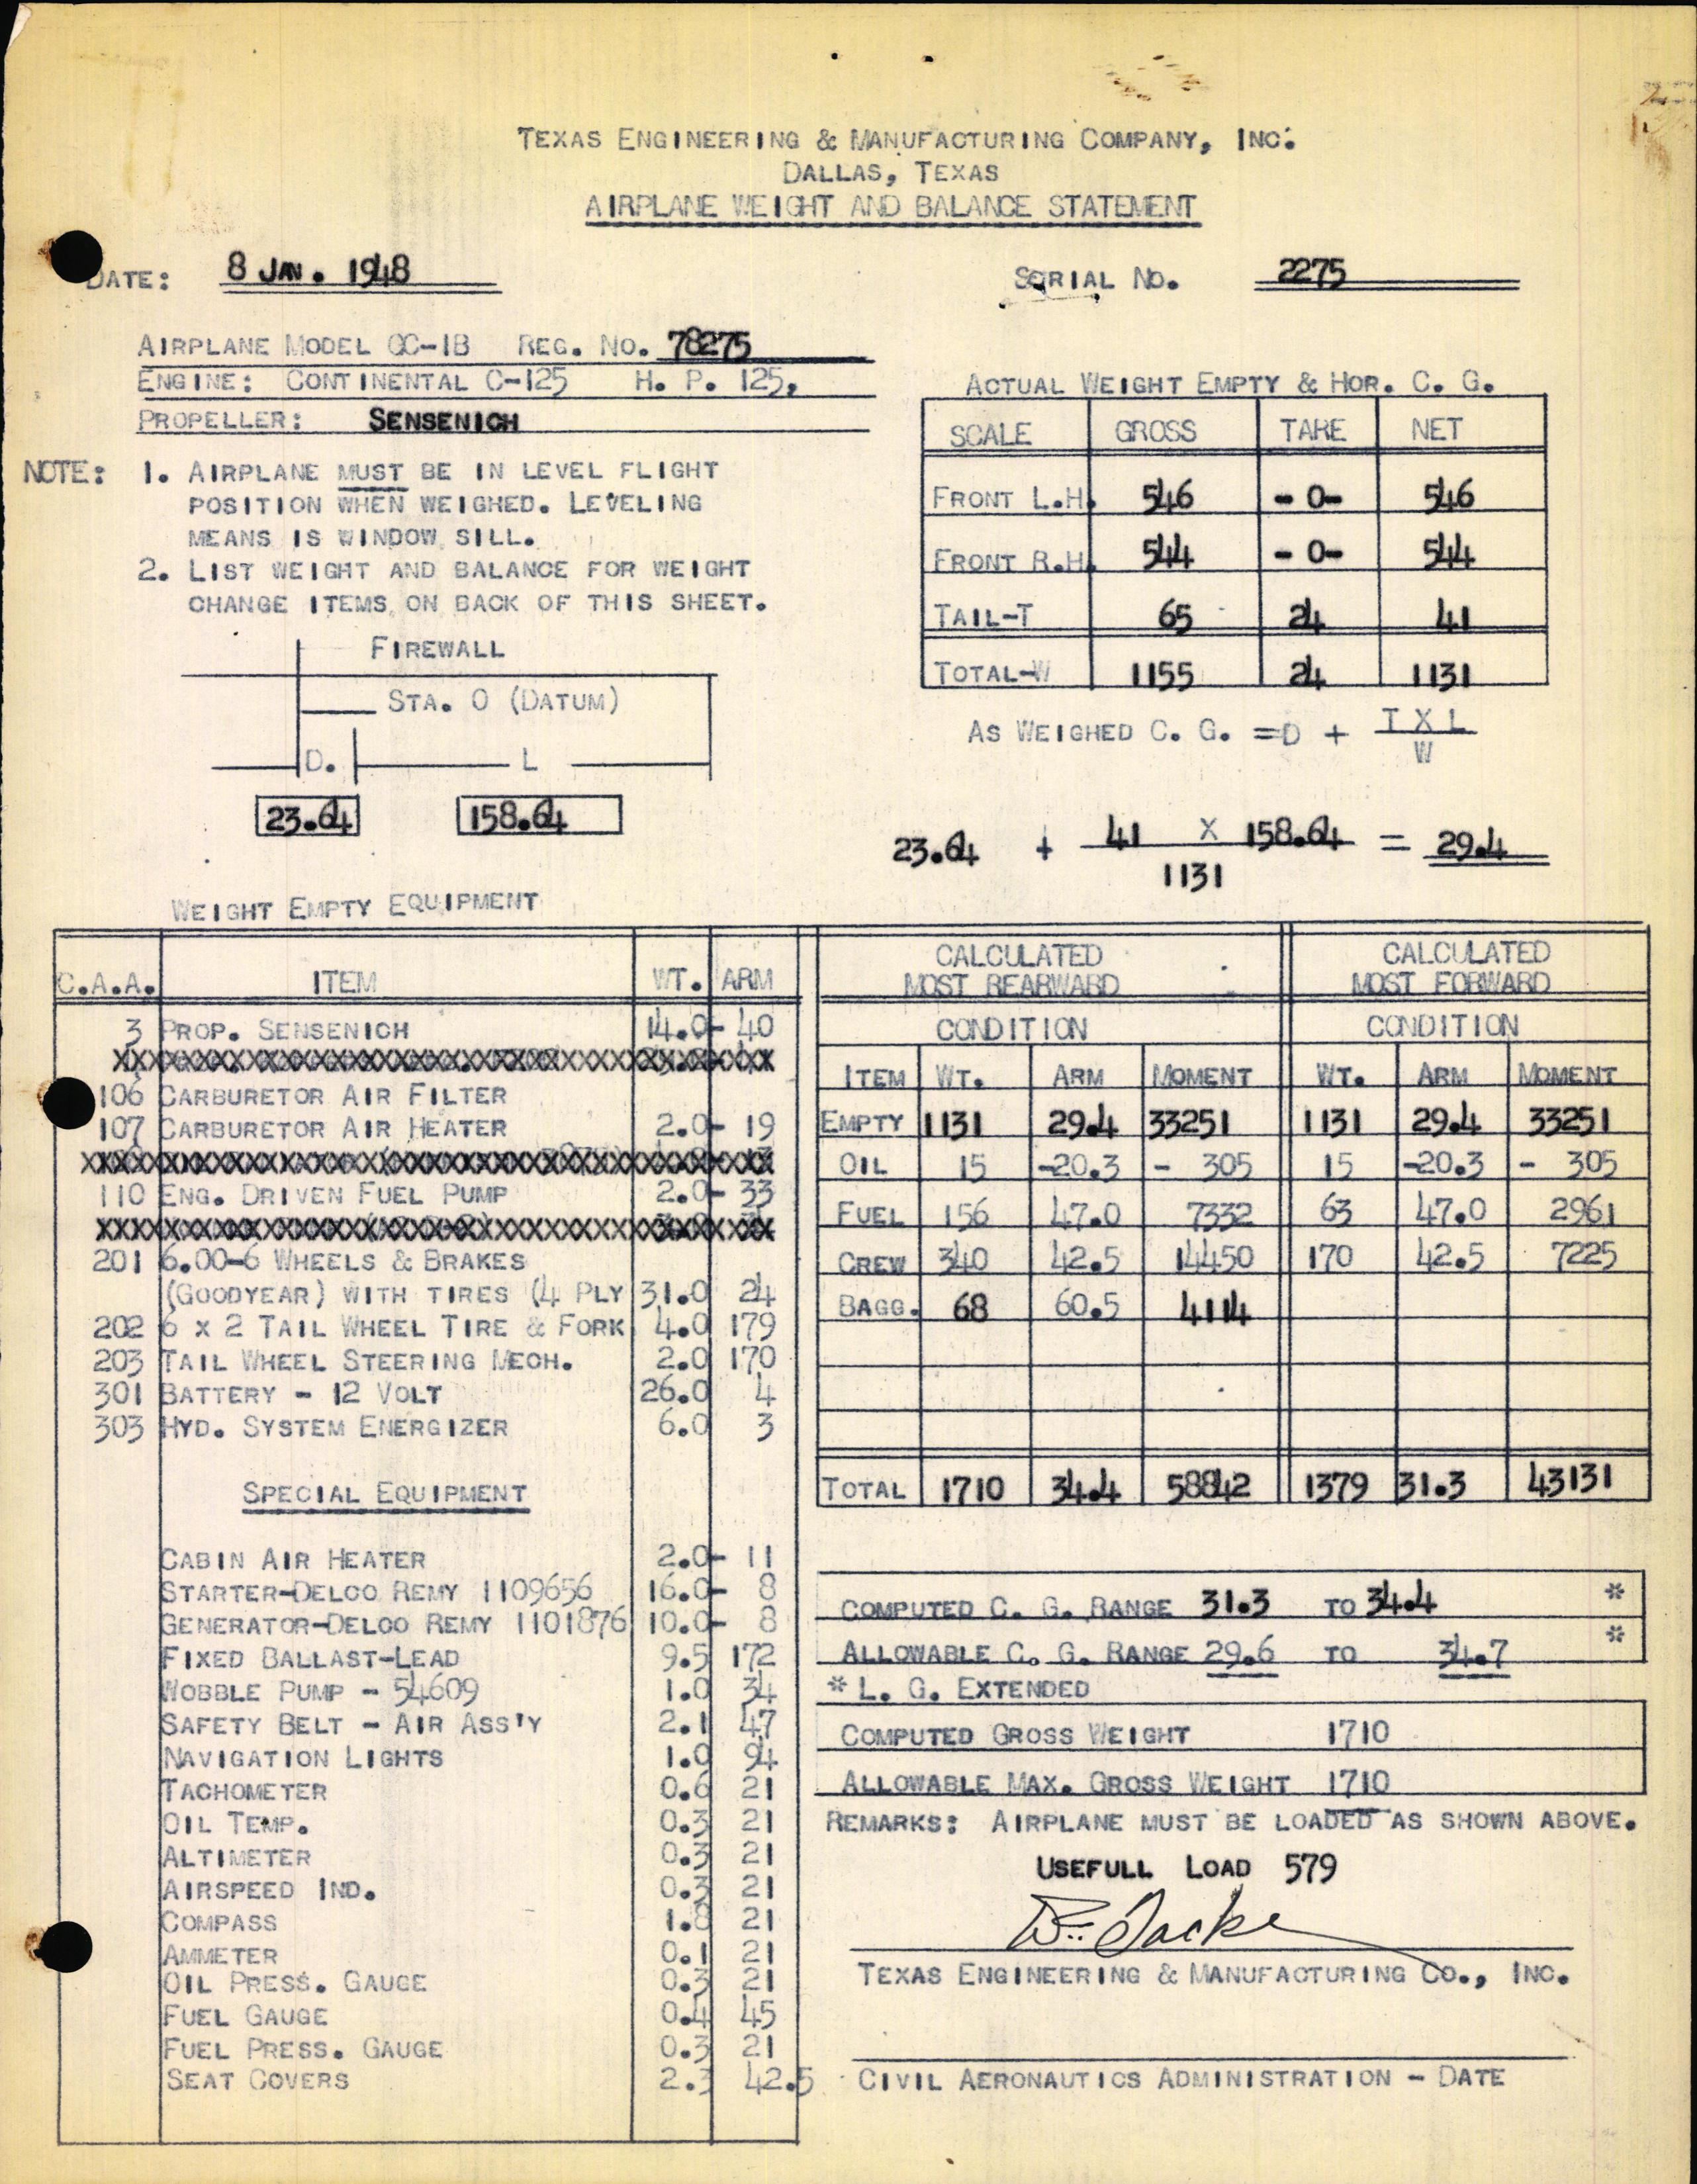 TEXAS ENGINEERING & MANUFACTURING COMPANY, INC.
DALLAS, TEXAS
AIRPLANE WEIGHT AND BALANCE STATEMENT
DATE: 8 JAN. 1948
SERIAL NO. 2275
AIRPLANE MODEL GC-1B REG. NO. 78275
ENGINE: CONTINENTAL C-125 H. P. 125,
PROPELLER: SENSENICH
NOTE: 1. AIRPLANE MUST BE IN LEVEL FLIGHT
POSITION WHEN WEIGHED. LEVELING
MEANS IS WINDOW SILL.
2. LIST WEIGHT AND BALANCE FOR WEIGHT
CHANGE ITEMS ON BACK OF THIS SHEET.
FIREWALL
STA. 0 (DATUM)
D. L
23.64 158.64
ACTUAL WEIGHT EMPTY & HOR. C. G.
SCALE GROSS TARE NET
FRONT L.H. 546 -0- 546
FRONT R.H. 544 -0- 544
TAIL-T 65 24 41
TOTAL-W 1155 24 1131
AS WEIGHED C. G. =D + T X L
W
23.64 + 41 X 158.64 = 29.4
1131
WEIGHT EMPTY EQUIPMENT
C.A.A. ITEM WT. ARM
3 PROP. SENSENICH 14.0 - 40
106 CARBURETOR AIR FILTER
107 CARBURETOR AIR HEATER 2.0 - 19
110 ENG. DRIVEN FUEL PUMP 2.0 - 33
201 6.00-6 WHEELS & BRAKES
(GOODYEAR) WITH TIRES (4 PLY 31.0 24
202 6 X 2 TAIL WHEEL TIRE & FORK 4.0 179
203 TAIL WHEEL STEERING MECH. 2.0 170
301 BATTERY - 12 VOLT 26.0 4
303 HYD. SYSTEM ENERGIZER 6.0 3
SPECIAL EQUIPMENT
CABIN AIR HEATER 2.0 - 11
STARTER-DELCO REMY 1109656 16.0 - 8
GENERATOR-DELCO REMY 1101876 10.0 - 8
FIXED BALLAST-LEAD 9.5 172
WOBBLE PUMP - 54609 1.0 34
SAFETY BELT - AIR ASS'Y 2.1 47
NAVIGATION LIGHTS 1.0 94
TACHOMETER 0.6 21
OIL TEMP. 0.3 21
ALTIMETER 0.3 21
AIRSPEED IND. 0.3 21
COMPASS 1.8 21
AMMETER 0.1 21
OIL PRESS. GAUGE 0.3 21
FUEL GAUGE 0.4 45
FUEL PRESS. GAUGE 0.3 21
SEAT COVERS 2.3 42.5
CALCULATED CALCULATED
MOST REARWARD MOST FORWARD
CONDITION CONDITION
ITEM WT. ARM MOMENT WT. ARM MOMENT
EMPTY 1131 29.4 33251 1131 29.4 33251
OIL 15 -20.3 - 305 15 -20.3 - 305
FUEL 156 47.0 7332 63 47.0 2961
CREW 340 42.5 14450 170 42.5 7225
BAGG. 68 60.5 4114
TOTAL 1710 34.4 58842 1379 31.3 43131
COMPUTED C. G. RANGE 31.3 TO 34.4 *
ALLOWABLE C. G. RANGE 29.6 TO 34.7 *
* L. G. EXTENDED
COMPUTED GROSS WEIGHT 1710
ALLOWABLE MAX. GROSS WEIGHT 1710
REMARKS: AIRPLANE MUST BE LOADED AS SHOWN ABOVE.
USEFULL LOAD 579
TEXAS ENGINEERING & MANUFACTURING CO., INC.
CIVIL AERONAUTICS ADMINISTRATION - DATE